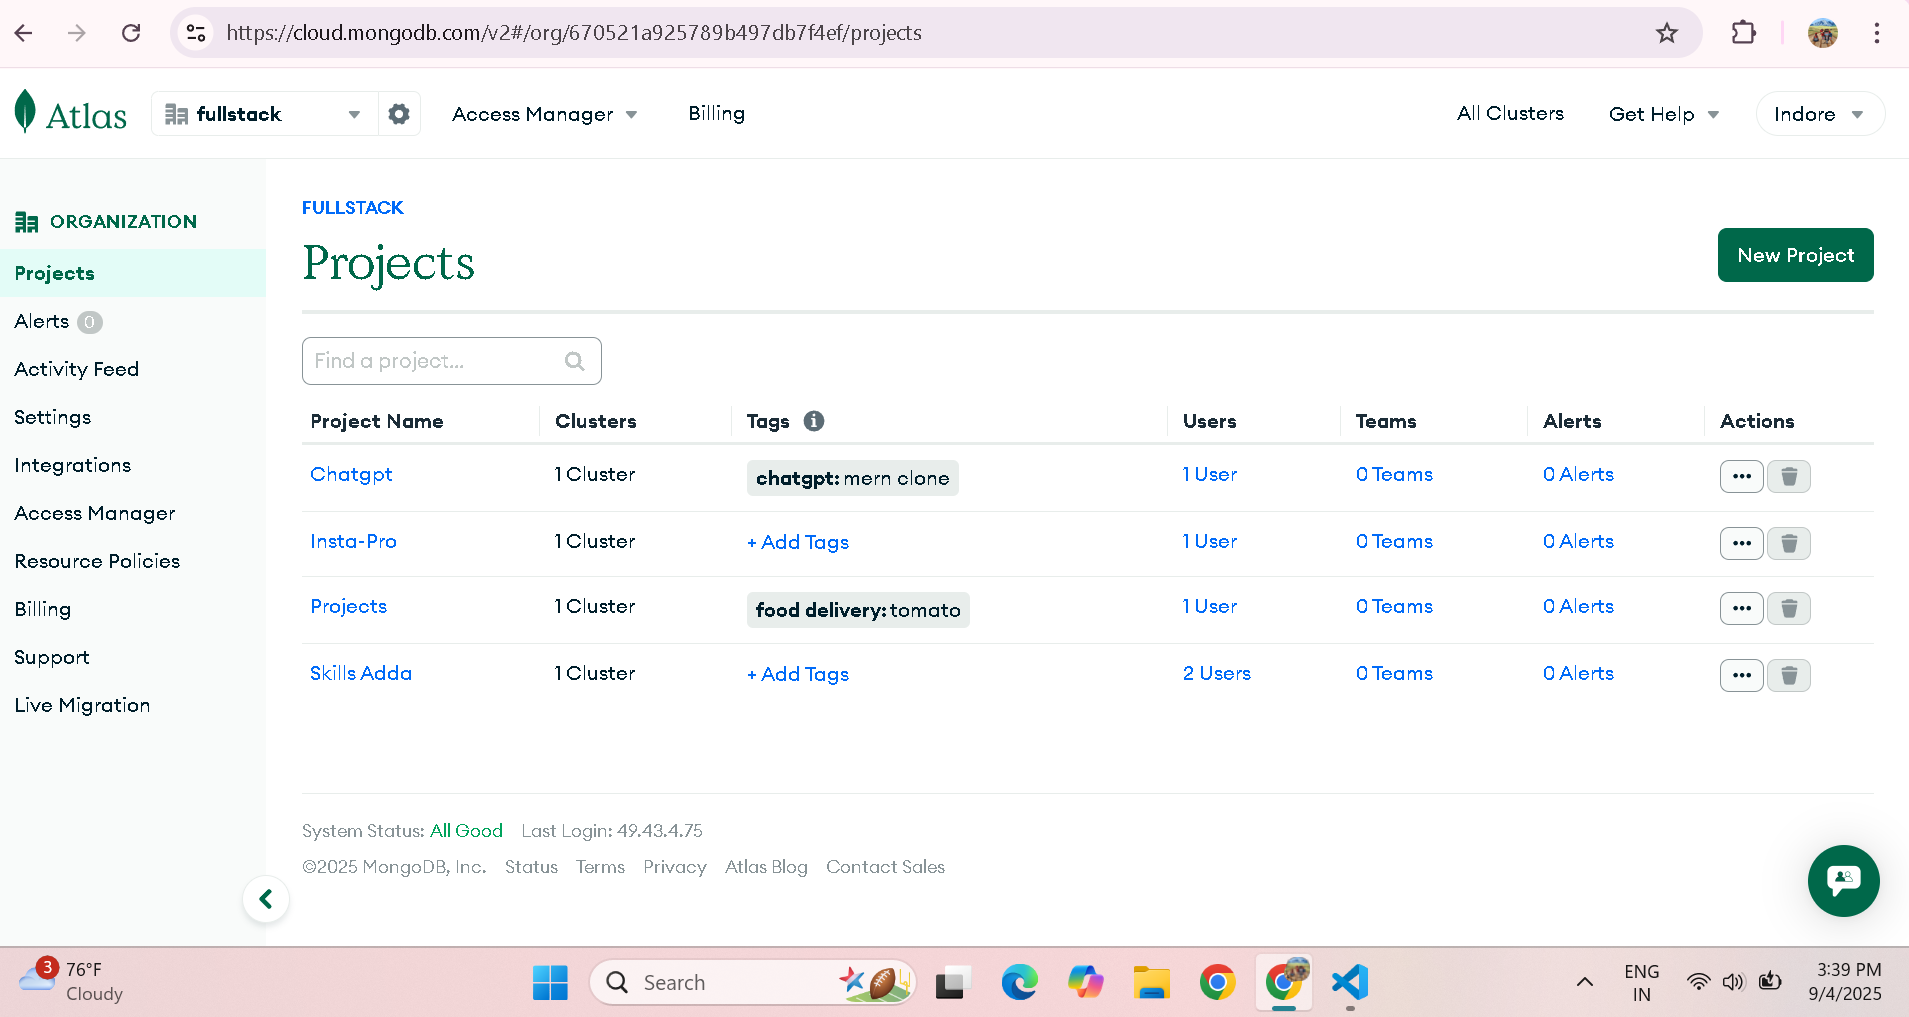 https://cloud.mongodb.com/v2#/org/670521a925789b497db7f4ef/projects
Atlas fullstack Access Manager Billing All Clusters Get Help Indore
ORGANIZATION
Projects
Alerts 0
Activity Feed
Settings
Integrations
Access Manager
Resource Policies
Billing
Support
Live Migration
FULLSTACK
Projects
New Project
Find a project...
Project Name Clusters Tags Users Teams Alerts Actions
Chatgpt 1 Cluster chatgpt: mern clone 1 User 0 Teams 0 Alerts
Insta-Pro 1 Cluster + Add Tags 1 User 0 Teams 0 Alerts
Projects 1 Cluster food delivery: tomato 1 User 0 Teams 0 Alerts
Skills Adda 1 Cluster + Add Tags 2 Users 0 Teams 0 Alerts
System Status: All Good Last Login: 49.43.4.75
©2025 MongoDB, Inc. Status Terms Privacy Atlas Blog Contact Sales
3 76°F
Cloudy
Search
ENG
IN
3:39 PM
9/4/2025